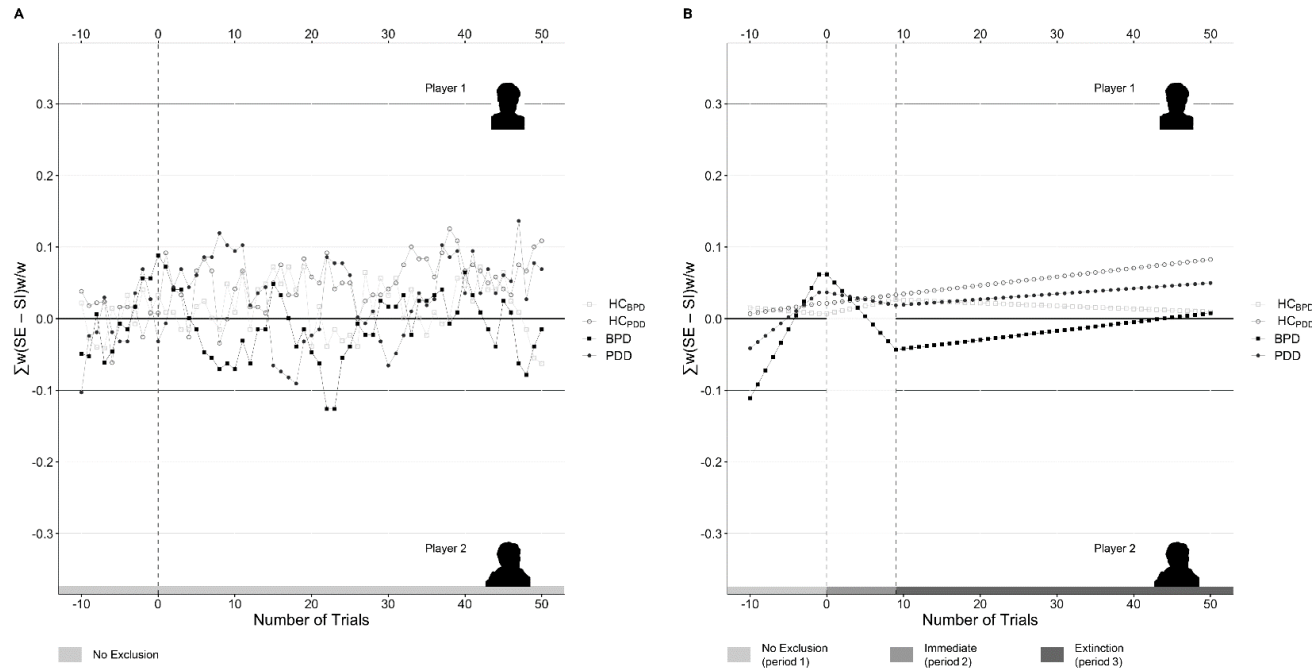 A
-10 0 10 20 30 40 50
Player 1
0.3
0.2
0.1
0.0
-0.1
-0.2
-0.3
∑w(SE − SI)w/w
HCBPD
HCPDD
BPD
PDD
Player 2
-10 0 10 20 30 40 50
Number of Trials
No Exclusion
B
-10 0 10 20 30 40 50
Player 1
0.3
0.2
0.1
0.0
-0.1
-0.2
-0.3
∑w(SE − SI)w/w
HCBPD
HCPDD
BPD
PDD
Player 2
-10 0 10 20 30 40 50
Number of Trials
No Exclusion
(period 1)
Immediate
(period 2)
Extinction
(period 3)